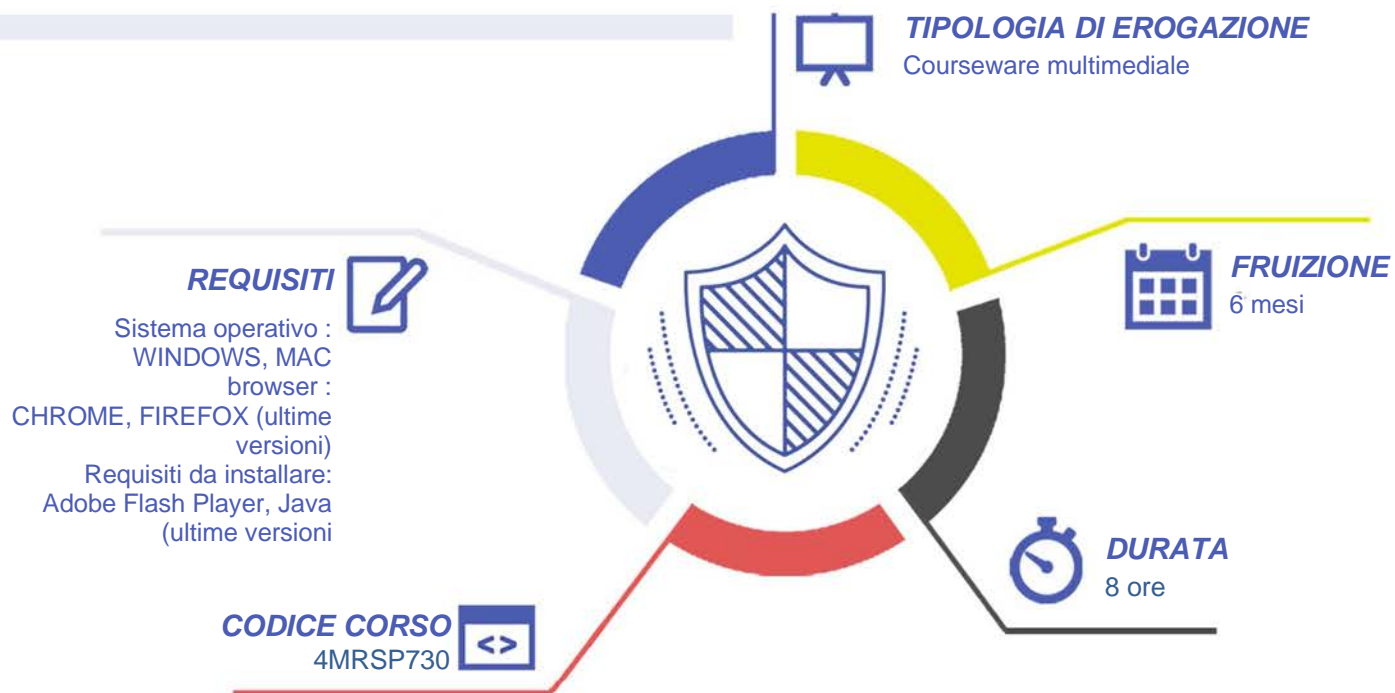 TIPOLOGIA DI EROGAZIONE
Courseware multimediale
REQUISITI
Sistema operativo :
WINDOWS, MAC
browser :
CHROME, FIREFOX (ultime
versioni)
Requisiti da installare:
Adobe Flash Player, Java
(ultime versioni
FRUIZIONE
6 mesi
DURATA
8 ore
CODICE CORSO
4MRSP730
<>